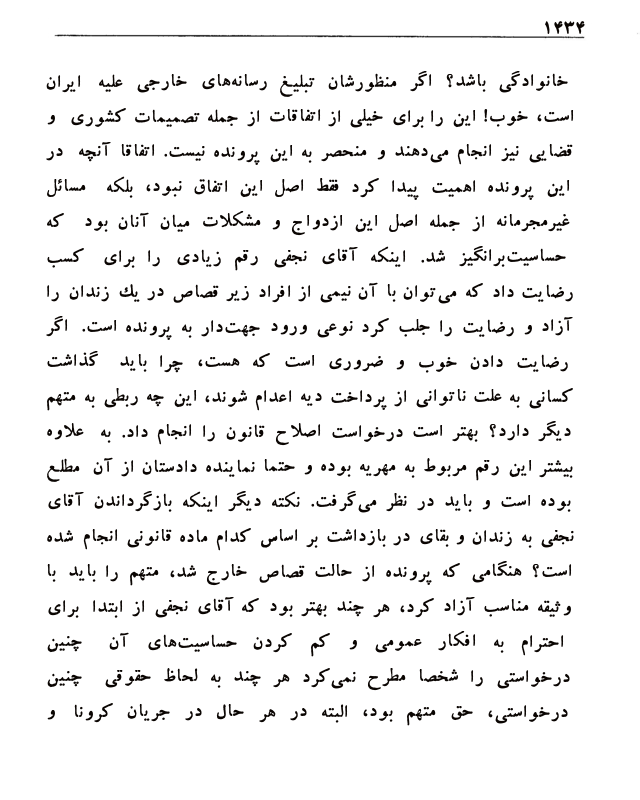 ۱۴۳۴
خانوادگی باشد؟ اگر منظورشان تبلیغ رسانه‌های خارجی علیه ایران
است، خوب! این را برای خیلی از اتفاقات از جمله تصمیمات کشوری و
قضایی نیز انجام می‌دهند و منحصر به این پرونده نیست. اتفاقا آنچه در
این پرونده اهمیت پیدا کرد فقط اصل این اتفاق نبود، بلکه مسائل
غیرمجرمانه از جمله اصل این ازدواج و مشکلات میان آنان بود که
حساسیت‌برانگیز شد. اینکه آقای نجفی رقم زیادی را برای کسب
رضایت داد که می‌توان با آن نیمی از افراد زیر قصاص در یك زندان را
آزاد و رضایت را جلب کرد نوعی ورود جهت‌دار به پرونده است. اگر
رضایت دادن خوب و ضروری است که هست، چرا باید گذاشت
کسانی به علت ناتوانی از پرداخت دیه اعدام شوند، این چه ربطی به متهم
دیگر دارد؟ بهتر است درخواست اصلاح قانون را انجام داد. به علاوه
بیشتر این رقم مربوط به مهریه بوده و حتما نماینده دادستان از آن مطلع
بوده است و باید در نظر می‌گرفت. نکته دیگر اینکه بازگرداندن آقای
نجفی به زندان و بقای در بازداشت بر اساس کدام ماده قانونی انجام شده
است؟ هنگامی که پرونده از حالت قصاص خارج شد، متهم را باید با
وثیقه مناسب آزاد کرد، هر چند بهتر بود که آقای نجفی از ابتدا برای
احترام به افکار عمومی و کم کردن حساسیت‌های آن چنین
درخواستی را شخصا مطرح نمی‌کرد هر چند به لحاظ حقوقی چنین
درخواستی، حق متهم بود، البته در هر حال در جریان کرونا و